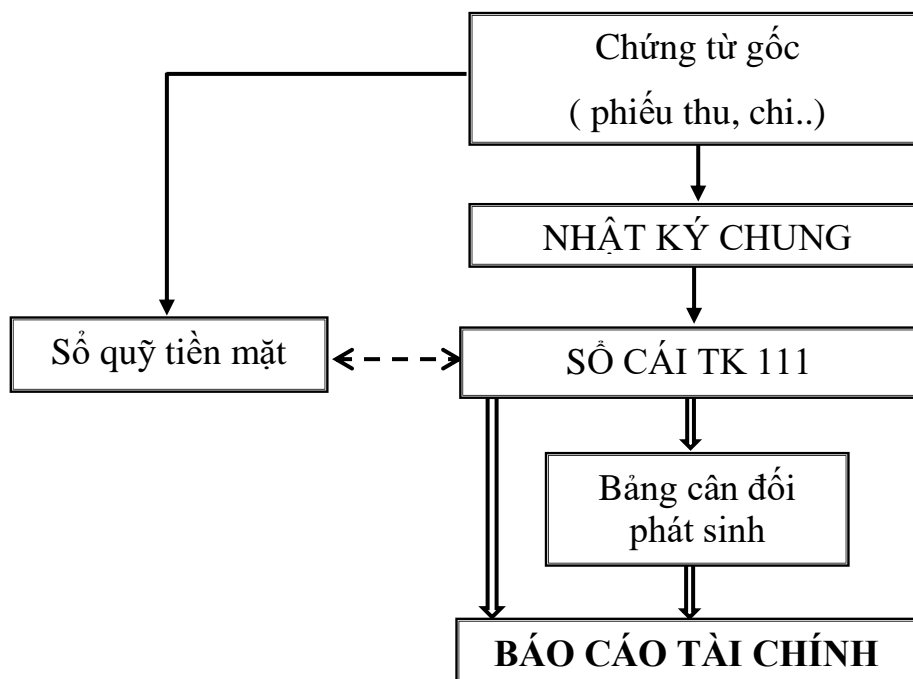 Chứng từ gốc
( phiếu thu, chi..)
NHẬT KÝ CHUNG
Sổ quỹ tiền mặt
SỔ CÁI TK 111
Bảng cân đối
phát sinh
BÁO CÁO TÀI CHÍNH